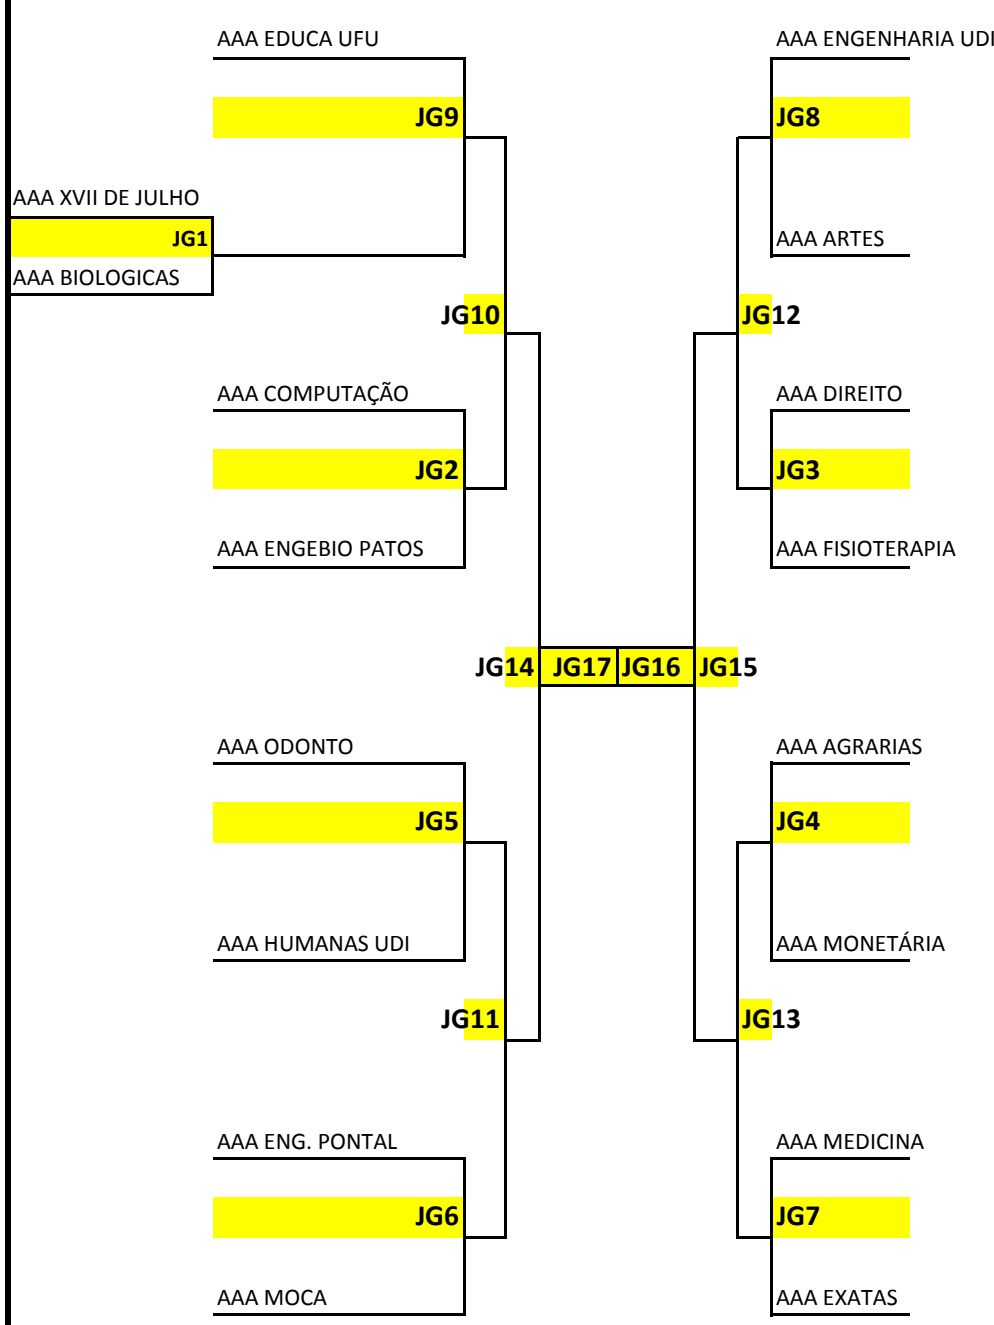 AAA EDUCA UFU
AAA ENGENHARIA UDI
JG9
JG8
AAA XVII DE JULHO
JG1
AAA ARTES
AAA BIOLOGICAS
JG10
JG12
AAA COMPUTAÇÃO
AAA DIREITO
JG2
JG3
AAA ENGEBIO PATOS
AAA FISIOTERAPIA
JG14
JG17
JG16
JG15
AAA ODONTO
AAA AGRARIAS
JG5
JG4
AAA HUMANAS UDI
AAA MONETÁRIA
JG11
JG13
AAA ENG. PONTAL
AAA MEDICINA
JG6
JG7
AAA MOCA
AAA EXATAS